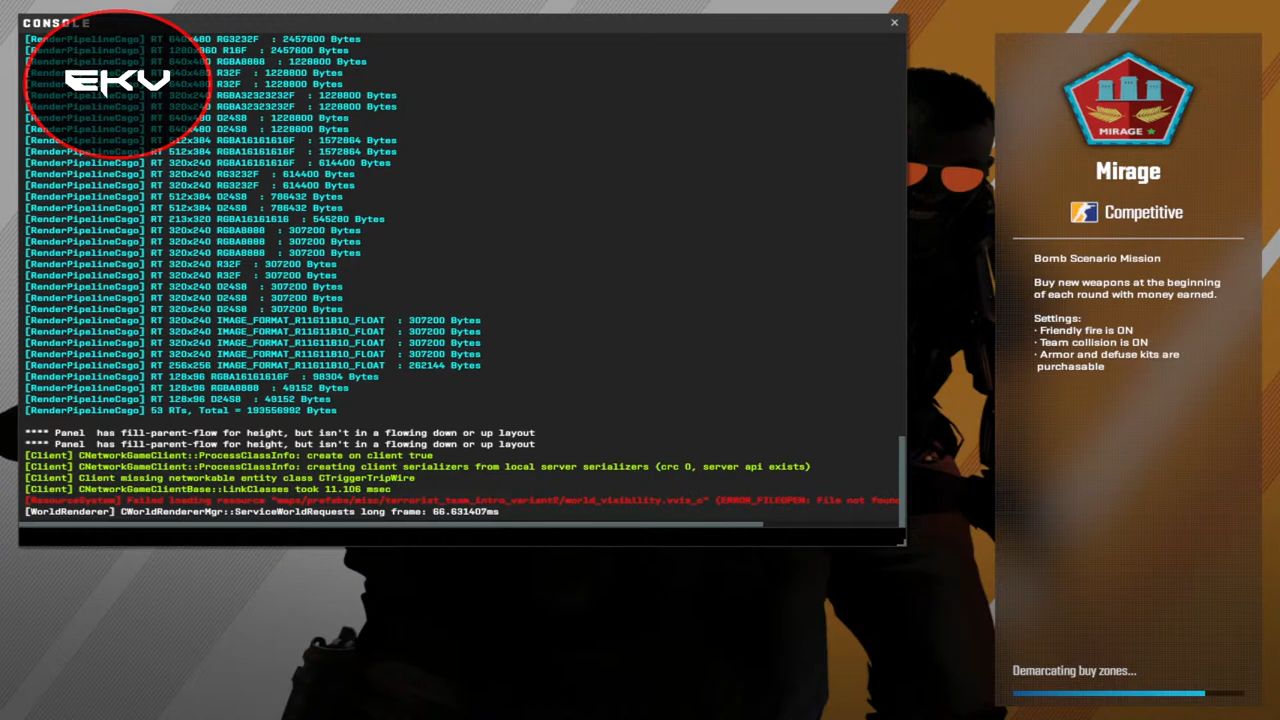 CONSOLE
EKV
[RenderPipelineCsgo] RT 640x480 RG3232F : 2457600 Bytes
[RenderPipelineCsgo] RT 1280x960 R16F : 2457600 Bytes
[RenderPipelineCsgo] RT 640x480 RGBA8888 : 1228800 Bytes
[RenderPipelineCsgo] RT 640x480 R32F : 1228800 Bytes
[RenderPipelineCsgo] RT 640x480 R32F : 1228800 Bytes
[RenderPipelineCsgo] RT 320x240 RGBA32323232F : 1228800 Bytes
[RenderPipelineCsgo] RT 320x240 RGBA32323232F : 1228800 Bytes
[RenderPipelineCsgo] RT 640x480 D24S8 : 1228800 Bytes
[RenderPipelineCsgo] RT 640x480 D24S8 : 1228800 Bytes
[RenderPipelineCsgo] RT 512x384 RGBA16161616F : 1572864 Bytes
[RenderPipelineCsgo] RT 512x384 RGBA16161616F : 1572864 Bytes
[RenderPipelineCsgo] RT 320x240 RGBA16161616F : 614400 Bytes
[RenderPipelineCsgo] RT 320x240 RG3232F : 614400 Bytes
[RenderPipelineCsgo] RT 320x240 RG3232F : 614400 Bytes
[RenderPipelineCsgo] RT 512x384 D24S8 : 786432 Bytes
[RenderPipelineCsgo] RT 512x384 D24S8 : 786432 Bytes
[RenderPipelineCsgo] RT 213x320 RGBA16161616 : 545280 Bytes
[RenderPipelineCsgo] RT 320x240 RGBA8888 : 307200 Bytes
[RenderPipelineCsgo] RT 320x240 RGBA8888 : 307200 Bytes
[RenderPipelineCsgo] RT 320x240 RGBA8888 : 307200 Bytes
[RenderPipelineCsgo] RT 320x240 R32F : 307200 Bytes
[RenderPipelineCsgo] RT 320x240 R32F : 307200 Bytes
[RenderPipelineCsgo] RT 320x240 D24S8 : 307200 Bytes
[RenderPipelineCsgo] RT 320x240 D24S8 : 307200 Bytes
[RenderPipelineCsgo] RT 320x240 D24S8 : 307200 Bytes
[RenderPipelineCsgo] RT 320x240 IMAGE_FORMAT_R11G11B10_FLOAT : 307200 Bytes
[RenderPipelineCsgo] RT 320x240 IMAGE_FORMAT_R11G11B10_FLOAT : 307200 Bytes
[RenderPipelineCsgo] RT 320x240 IMAGE_FORMAT_R11G11B10_FLOAT : 307200 Bytes
[RenderPipelineCsgo] RT 320x240 IMAGE_FORMAT_R11G11B10_FLOAT : 307200 Bytes
[RenderPipelineCsgo] RT 256x256 IMAGE_FORMAT_R11G11B10_FLOAT : 262144 Bytes
[RenderPipelineCsgo] RT 128x96 RGBA16161616F : 98304 Bytes
[RenderPipelineCsgo] RT 128x96 RGBA8888 : 49152 Bytes
[RenderPipelineCsgo] RT 128x96 D24S8 : 49152 Bytes
[RenderPipelineCsgo] 53 RTs, Total = 193556992 Bytes
**** Panel  has fill-parent-flow for height, but isn't in a flowing down or up layout
**** Panel  has fill-parent-flow for height, but isn't in a flowing down or up layout
[Client] CNetworkGameClient::ProcessClassInfo: create on client true
[Client] CNetworkGameClient::ProcessClassInfo: creating client serializers from local server serializers (crc 0, server api exists)
[Client] Client missing networkable entity class CTriggerTripWire
[Client] CNetworkGameClientBase::LinkClasses took 11.106 msec
[ResourceSystem] Failed loading resource "maps/prefabs/misc/terrorist_team_intro_variant2/world_visibility.vvis_c" (ERROR_FILEOPEN: File not found
[WorldRenderer] CWorldRendererMgr::ServiceWorldRequests long frame: 66.631407ms
MIRAGE
Mirage
Competitive
Bomb Scenario Mission
Buy new weapons at the beginning
of each round with money earned.
Settings:
· Friendly fire is ON
· Team collision is ON
· Armor and defuse kits are
purchasable
Demarcating buy zones...